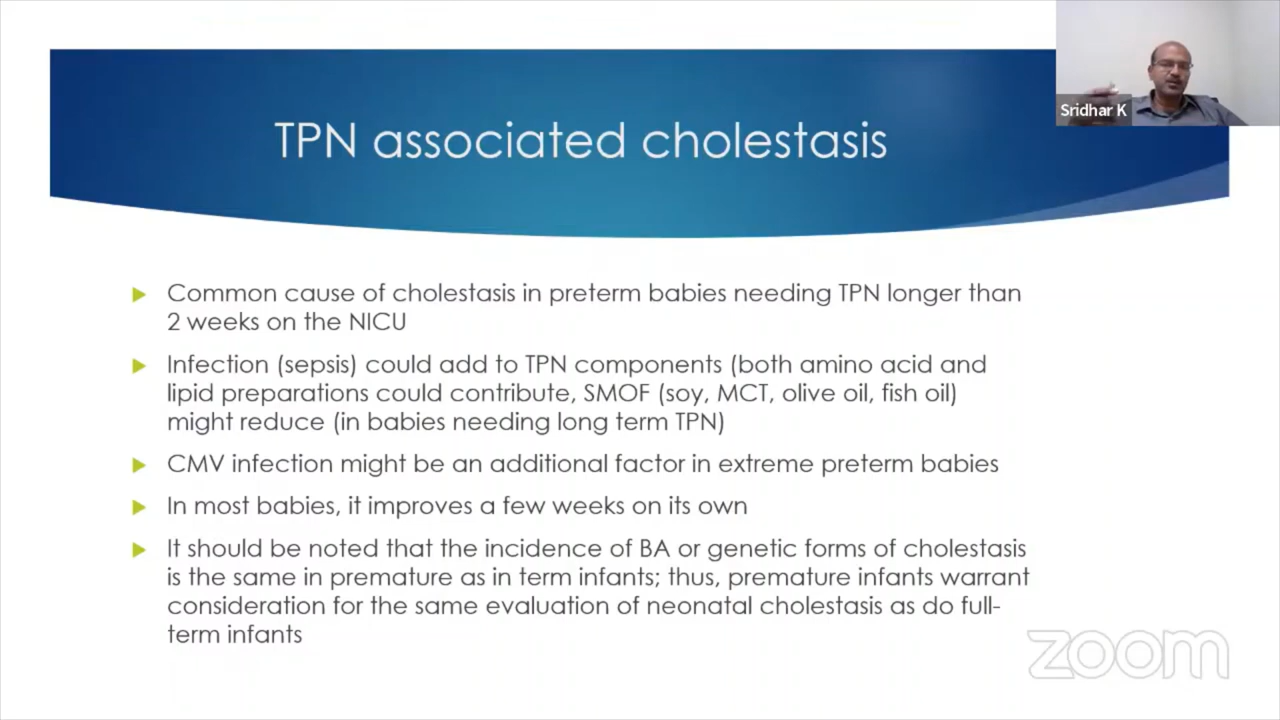 Sridhar K
TPN associated cholestasis
Common cause of cholestasis in preterm babies needing TPN longer than
2 weeks on the NICU
Infection (sepsis) could add to TPN components (both amino acid and
lipid preparations could contribute, SMOF (soy, MCT, olive oil, fish oil)
might reduce (in babies needing long term TPN)
CMV infection might be an additional factor in extreme preterm babies
In most babies, it improves a few weeks on its own
It should be noted that the incidence of BA or genetic forms of cholestasis
is the same in premature as in term infants; thus, premature infants warrant
consideration for the same evaluation of neonatal cholestasis as do full-
term infants
zoom